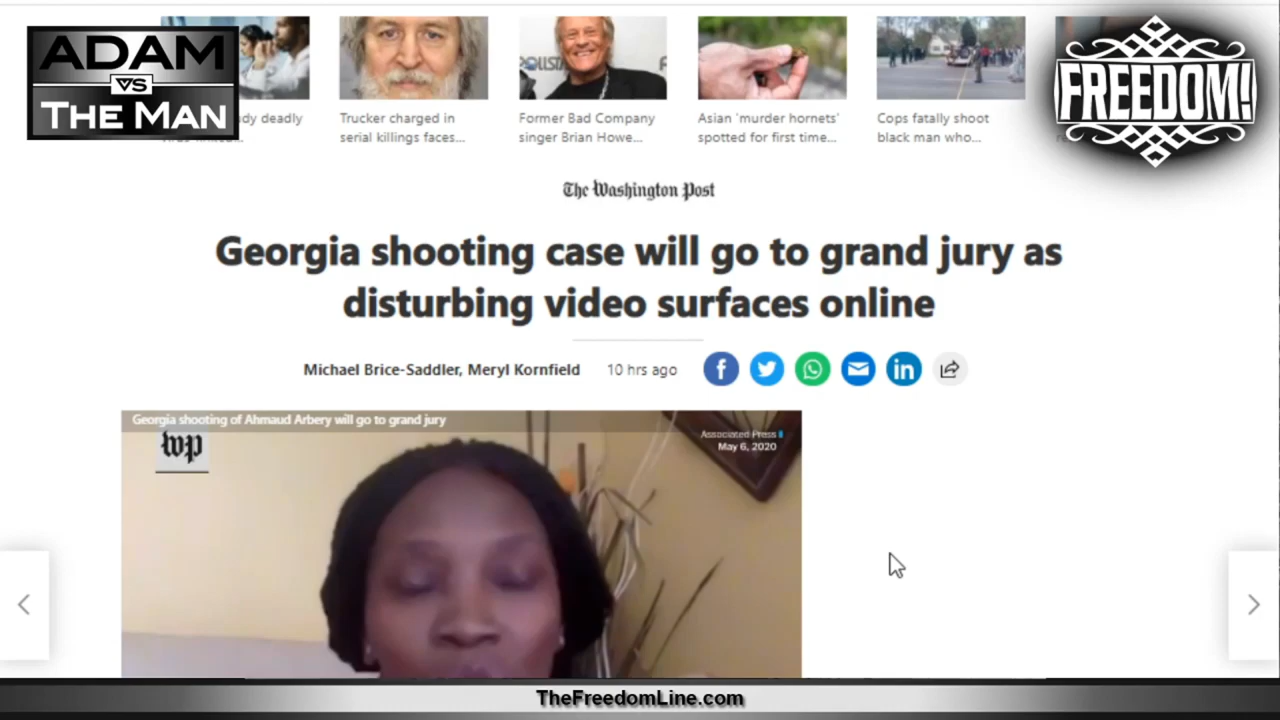 ADAM
VS
THE MAN
FREEDOM!
deadly
Trucker charged in
serial killings faces...
Former Bad Company
singer Brian Howe...
Asian 'murder hornets'
spotted for first time...
Cops fatally shoot
black man who...
The Washington Post
Georgia shooting case will go to grand jury as
disturbing video surfaces online
Michael Brice-Saddler, Meryl Kornfield
10 hrs ago
Georgia shooting of Ahmaud Arbery will go to grand jury
wp
Associated Press
May 6, 2020
TheFreedomLine.com